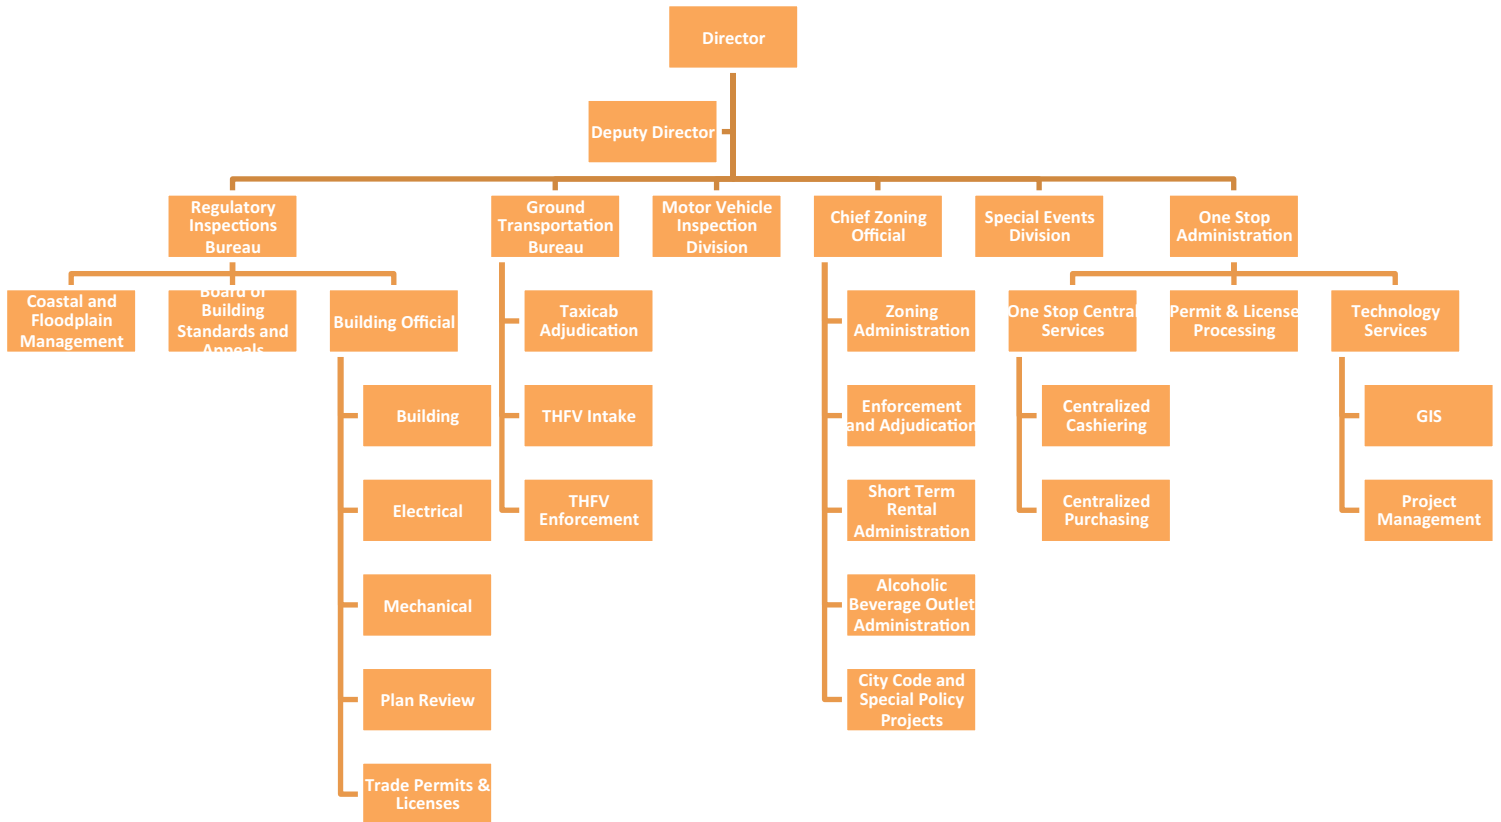 Director
Deputy Director
Regulatory
Inspections
Bureau
Ground
Transportation
Bureau
Motor Vehicle
Inspection
Division
Chief Zoning
Official
Special Events
Division
One Stop
Administration
Coastal and
Floodplain
Management
Board of
Building
Standards and
Appeals
Building Official
Taxicab
Adjudication
Zoning
Administration
One Stop Central
Services
Permit & License
Processing
Technology
Services
Building
THFV Intake
Enforcement
and Adjudication
Centralized
Cashiering
GIS
Electrical
THFV
Enforcement
Short Term
Rental
Administration
Centralized
Purchasing
Project
Management
Mechanical
Alcoholic
Beverage Outlet
Administration
Plan Review
City Code and
Special Policy
Projects
Trade Permits &
Licenses